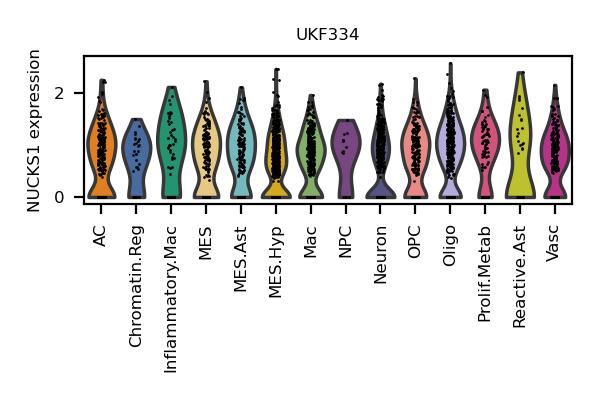 UKF334
NUCKS1 expression
2
0
AC
Chromatin.Reg
Inflammatory.Mac
MES
MES.Ast
MES.Hyp
Mac
NPC
Neuron
OPC
Oligo
Prolif.Metab
Reactive.Ast
Vasc